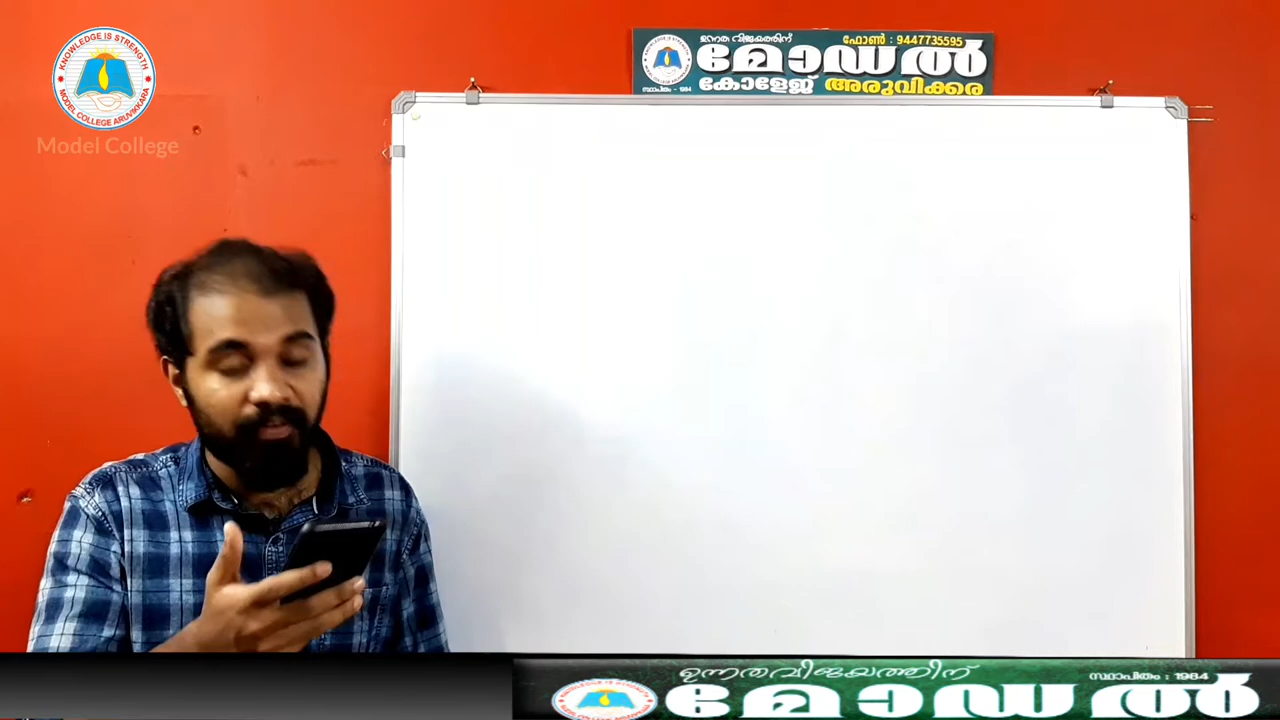 KNOWLEDGE IS STRENGTH
MODEL COLLEGE ARUVIKKARA
Model College
ഉന്നത വിജയത്തിന്
ഫോൺ : 9447735595
മോഡൽ
സ്ഥാപിതം - 1984
കോളേജ് അരുവിക്കര
ഉന്നതവിജയത്തിന്
സ്ഥാപിതം : 1984
മോഡൽ